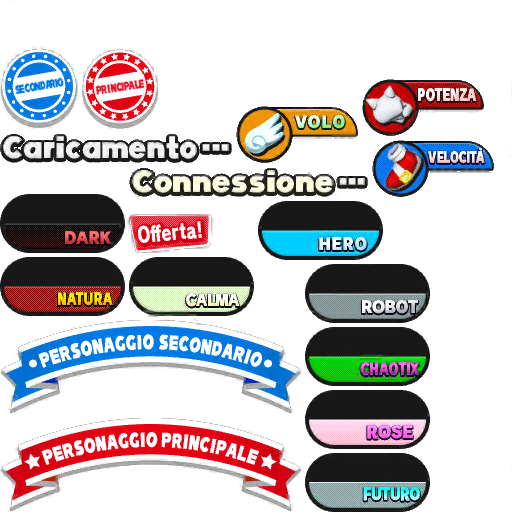 SECONDARIO
PRINCIPALE
POTENZA
VOLO
Caricamento...
VELOCITÀ
Connessione...
DARK
Offerta!
HERO
NATURA
CALMA
ROBOT
•PERSONAGGIO SECONDARIO•
CHAOTIX
ROSE
★PERSONAGGIO PRINCIPALE★
FUTURO